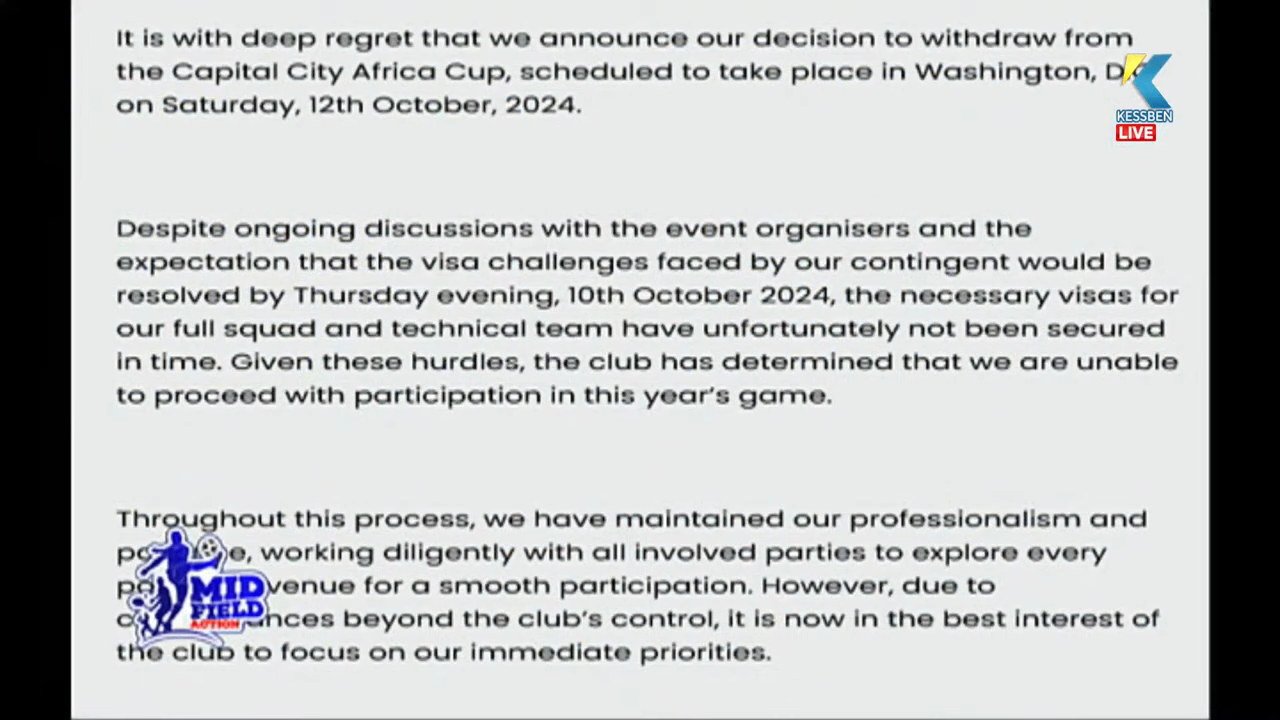 It is with deep regret that we announce our decision to withdraw from
the Capital City Africa Cup, scheduled to take place in Washington,
on Saturday, 12th October, 2024.
KESSBEN
LIVE
Despite ongoing discussions with the event organisers and the
expectation that the visa challenges faced by our contingent would be
resolved by Thursday evening, 10th October 2024, the necessary visas for
our full squad and technical team have unfortunately not been secured
in time. Given these hurdles, the club has determined that we are unable
to proceed with participation in this year's game.
Throughout this process, we have maintained our professionalism and
working diligently with all involved parties to explore every
for a smooth participation. However, due to
beyond the club's control, it is now in the best interest of
the club to focus on our immediate priorities.
MID
FIELD
ACTION